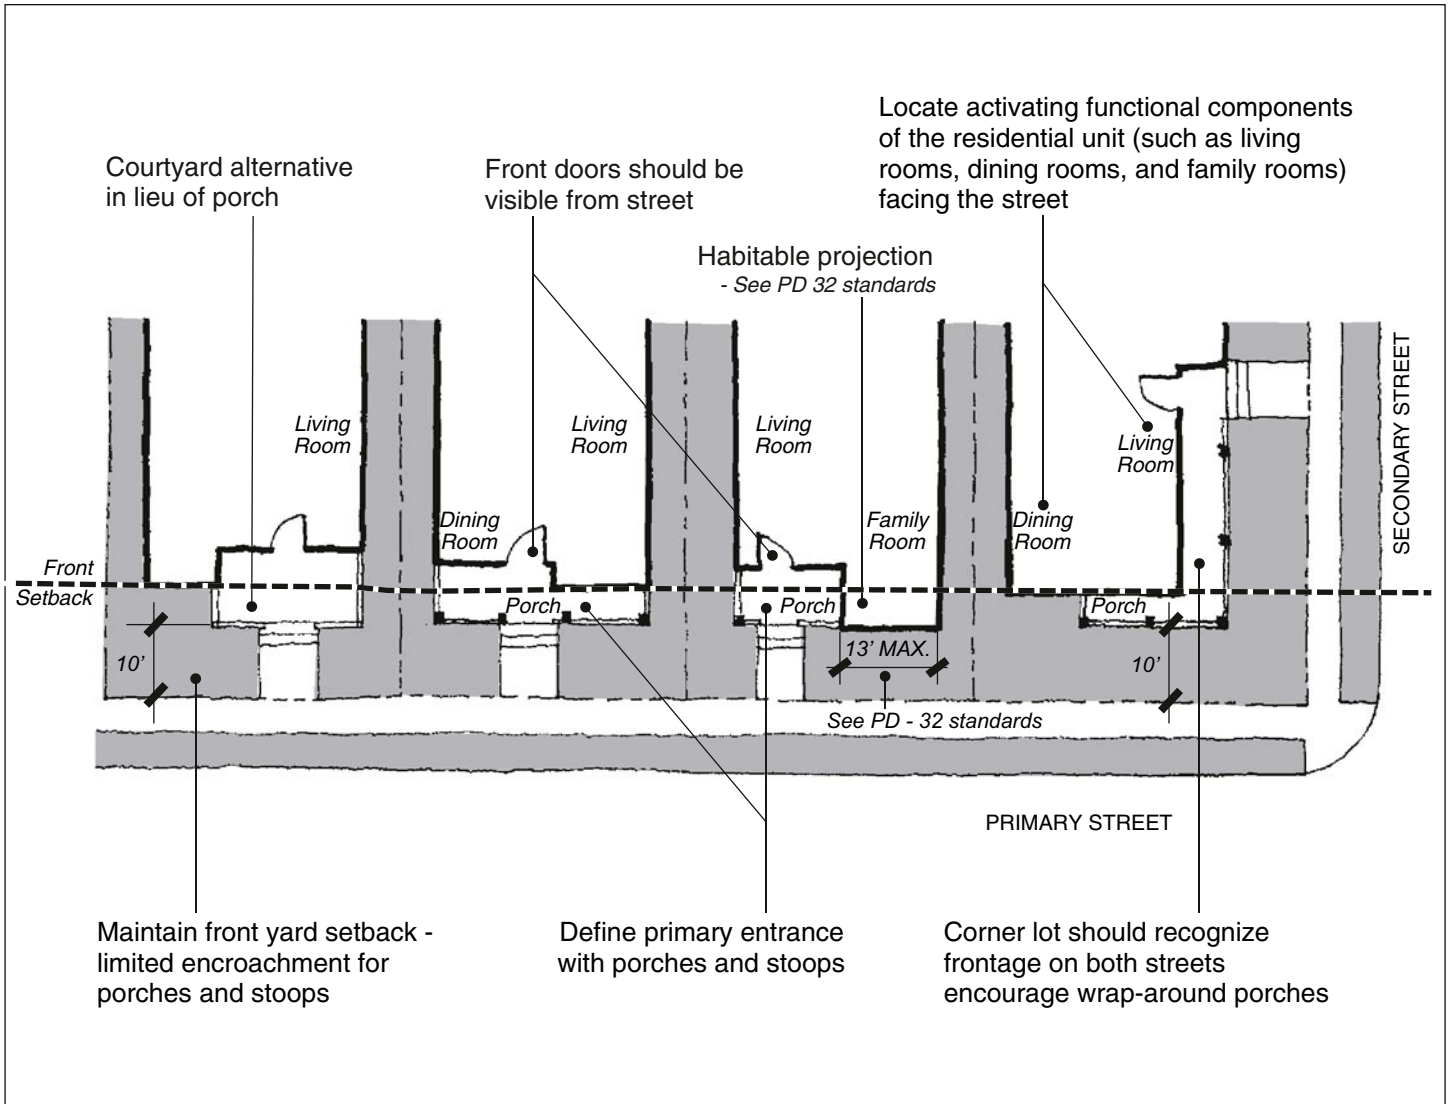 Locate activating functional components
of the residential unit (such as living
rooms, dining rooms, and family rooms)
facing the street
Courtyard alternative
in lieu of porch
Front doors should be
visible from street
Habitable projection
- See PD 32 standards
SECONDARY STREET
Living
Room
Living
Room
Living
Room
Living
Room
Dining
Room
Family
Room
Dining
Room
Front
Setback
Porch
Porch
Porch
10’
13’ MAX.
10’
See PD - 32 standards
PRIMARY STREET
Maintain front yard setback -
limited encroachment for
porches and stoops
Define primary entrance
with porches and stoops
Corner lot should recognize
frontage on both streets
encourage wrap-around porches